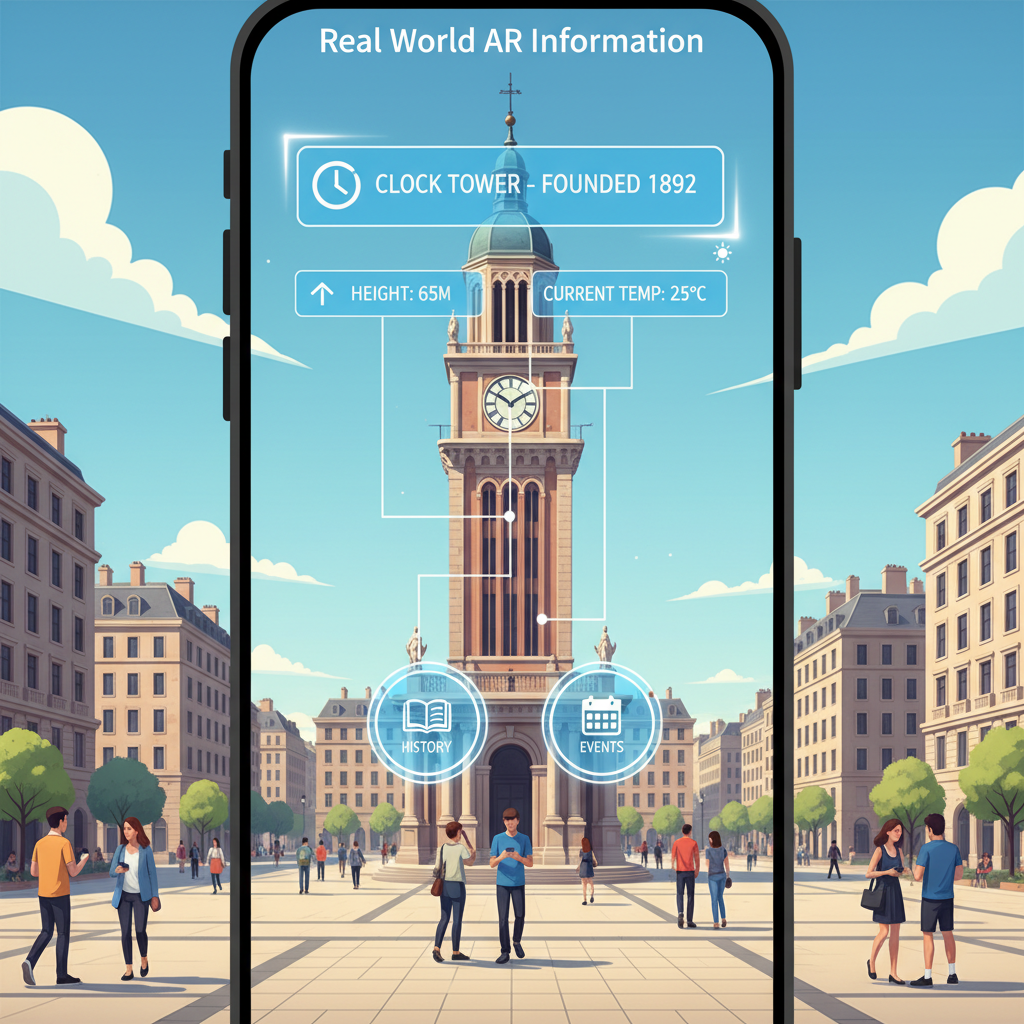 Real World AR Information
CLOCK TOWER - FOUNDED 1892
HEIGHT: 65M
CURRENT TEMP: 25°C
HISTORY
EVENTS